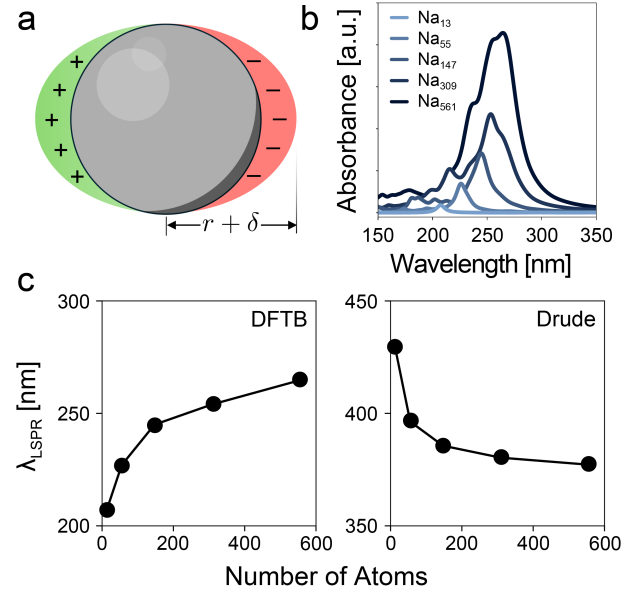 a
+ + + + +
− − − − −
r + δ
b
Absorbance [a.u.]
Na₁₃
Na₅₅
Na₁₄₇
Na₃₀₉
Na₅₆₁
150 200 250 300 350
Wavelength [nm]
c
λLSPR [nm]
300
250
200
DFTB
0 200 400 600
450
400
350
Drude
0 200 400 600
Number of Atoms